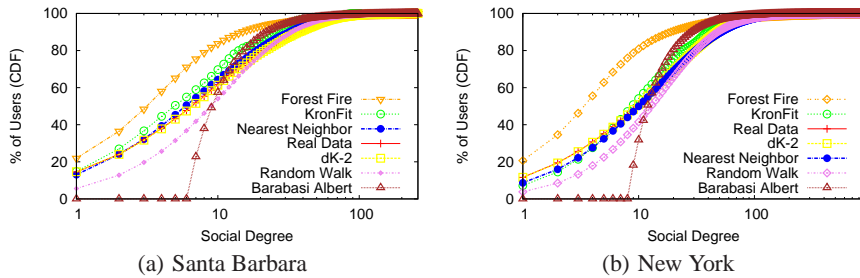 % of Users (CDF)
100
80
60
40
20
0
1
10
100
Social Degree
Forest Fire
KronFit
Nearest Neighbor
Real Data
dK-2
Random Walk
Barabasi Albert
(a) Santa Barbara
% of Users (CDF)
100
80
60
40
20
0
1
10
100
Social Degree
Forest Fire
KronFit
Real Data
dK-2
Nearest Neighbor
Random Walk
Barabasi Albert
(b) New York